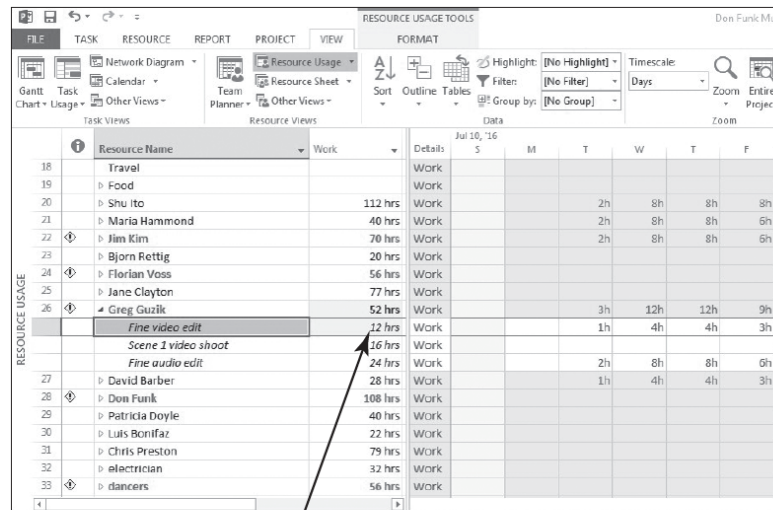 RESOURCE USAGE TOOLS Don Funk Mu
FILE TASK RESOURCE REPORT PROJECT VIEW FORMAT
Gantt Chart
Task Usage
Network Diagram
Calendar
Other Views
Task Views
Team Planner
Resource Usage
Resource Sheet
Other Views
Resource Views
Sort
Outline
Tables
Highlight: [No Highlight]
Filter: [No Filter]
Group by: [No Group]
Data
Timescale:
Days
Zoom
Entire Projec
Zoom
Resource Name Work Details Jul 10, '16
S M T W T F
18 Travel Work
19 Food Work
20 Shu Ito 112 hrs Work 2h 8h 8h 8h
21 Maria Hammond 40 hrs Work 2h 8h 8h 6h
22 Jim Kim 70 hrs Work 2h 8h 8h 6h
23 Bjorn Rettig 20 hrs Work
24 Florian Voss 56 hrs Work
25 Jane Clayton 77 hrs Work
26 Greg Guzik 52 hrs Work 3h 12h 12h 9h
Fine video edit 12 hrs Work 1h 4h 4h 3h
Scene 1 video shoot 16 hrs Work
Fine audio edit 24 hrs Work 2h 8h 8h 6h
27 David Barber 28 hrs Work 1h 4h 4h 3h
28 Don Funk 108 hrs Work
29 Patricia Doyle 40 hrs Work
30 Luis Bonifaz 22 hrs Work
31 Chris Preston 79 hrs Work
32 electrician 32 hrs Work
33 dancers 56 hrs Work
RESOURCE USAGE